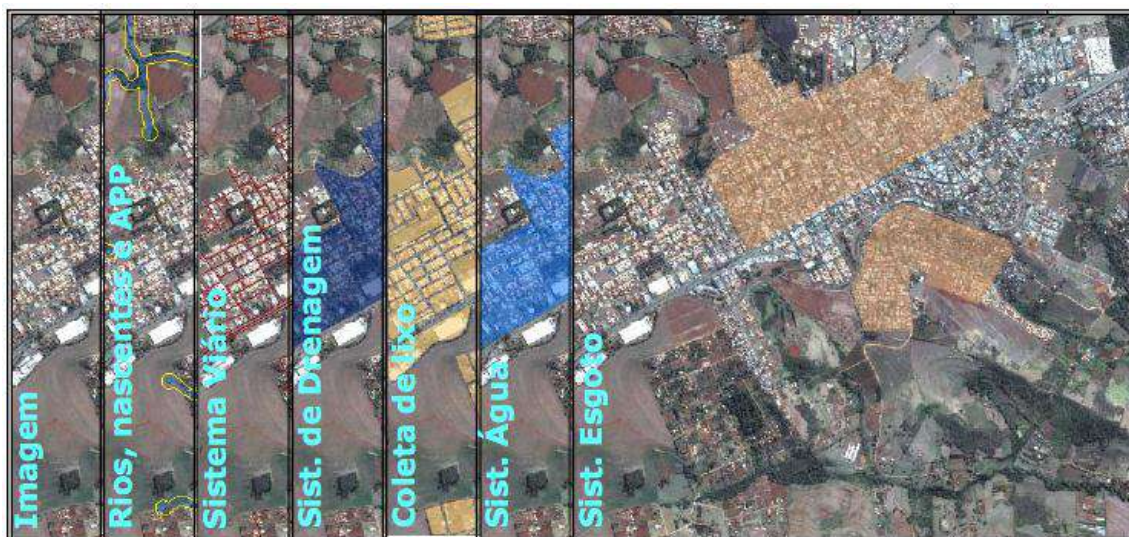 Imagem
Rios, nascentes e APP
Sistema Viário
Sist. de Drenagem
Coleta de lixo
Sist. Água
Sist. Esgoto